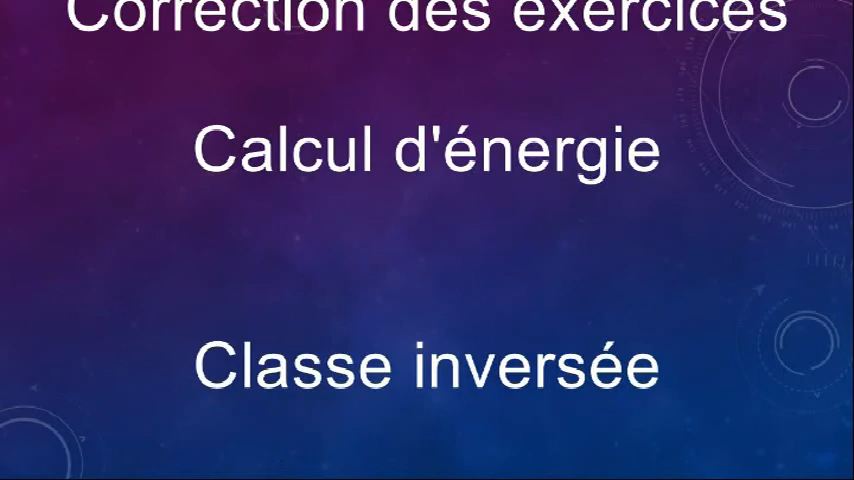 Correction des exercices
Calcul d'énergie
Classe inversée